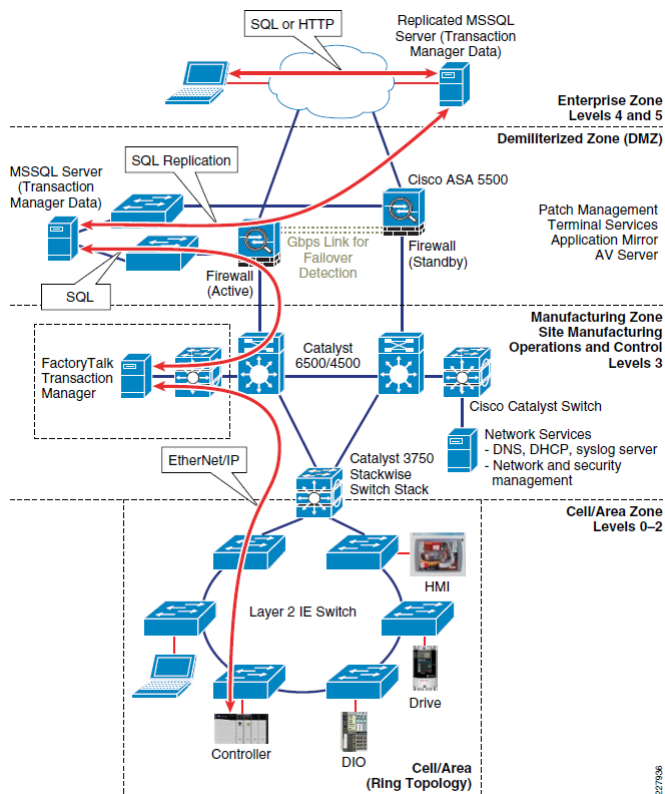 SQL or HTTP
Replicated MSSQL
Server (Transaction
Manager Data)
Enterprise Zone
Levels 4 and 5
Demiliterized Zone (DMZ)
MSSQL Server
(Transaction
Manager Data)
SQL Replication
Cisco ASA 5500
Patch Management
Terminal Services
Application Mirror
AV Server
Gbps Link for
Failover
Detection
Firewall
(Standby)
Firewall
(Active)
SQL
Manufacturing Zone
Site Manufacturing
Operations and Control
Levels 3
FactoryTalk
Transaction
Manager
Catalyst
6500/4500
Cisco Catalyst Switch
Network Services
- DNS, DHCP, syslog server
- Network and security
management
EtherNet/IP
Catalyst 3750
Stackwise
Switch Stack
Cell/Area Zone
Levels 0–2
HMI
Layer 2 IE Switch
Drive
Controller
DIO
Cell/Area
(Ring Topology)
227936